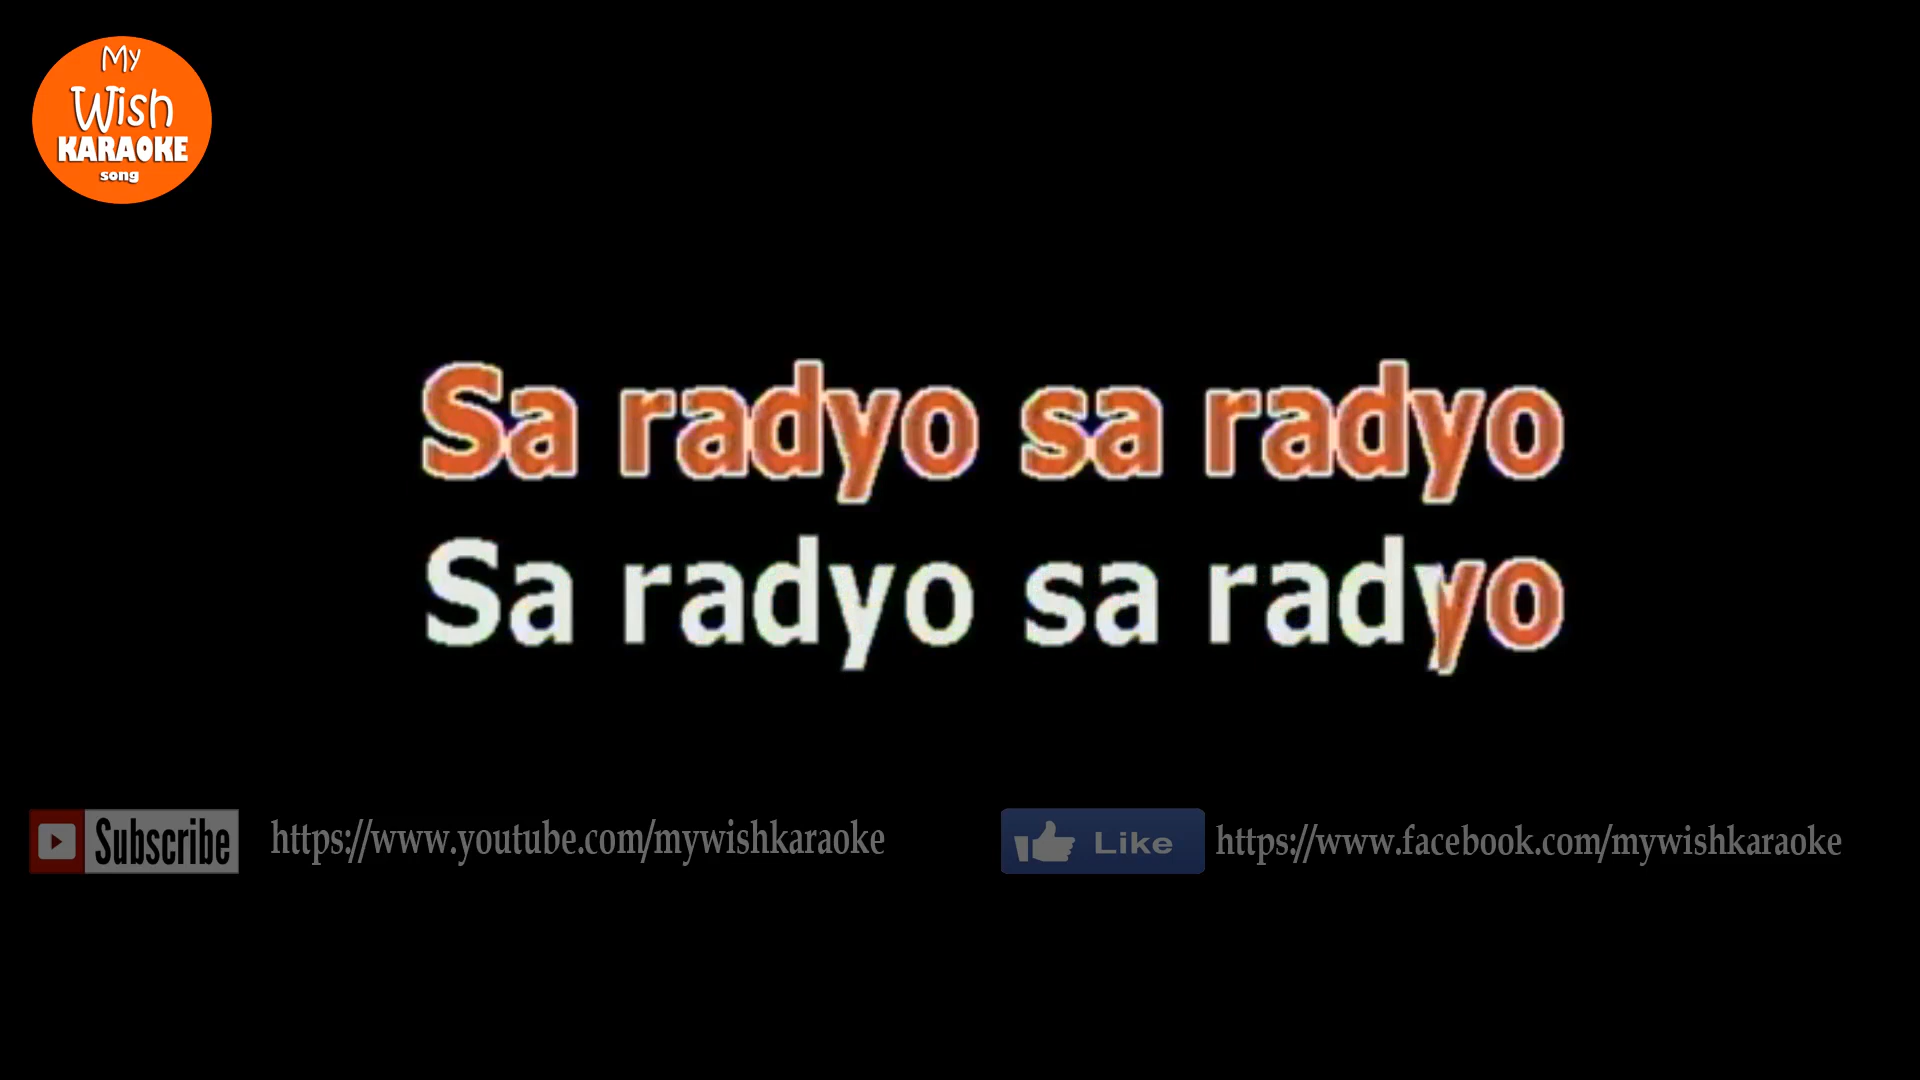 My
Wish
KARAOKE
song
Sa radyo sa radyo
Sa radyo sa radyo
Subscribe https://www.youtube.com/mywishkaraoke
Like https://www.facebook.com/mywishkaraoke